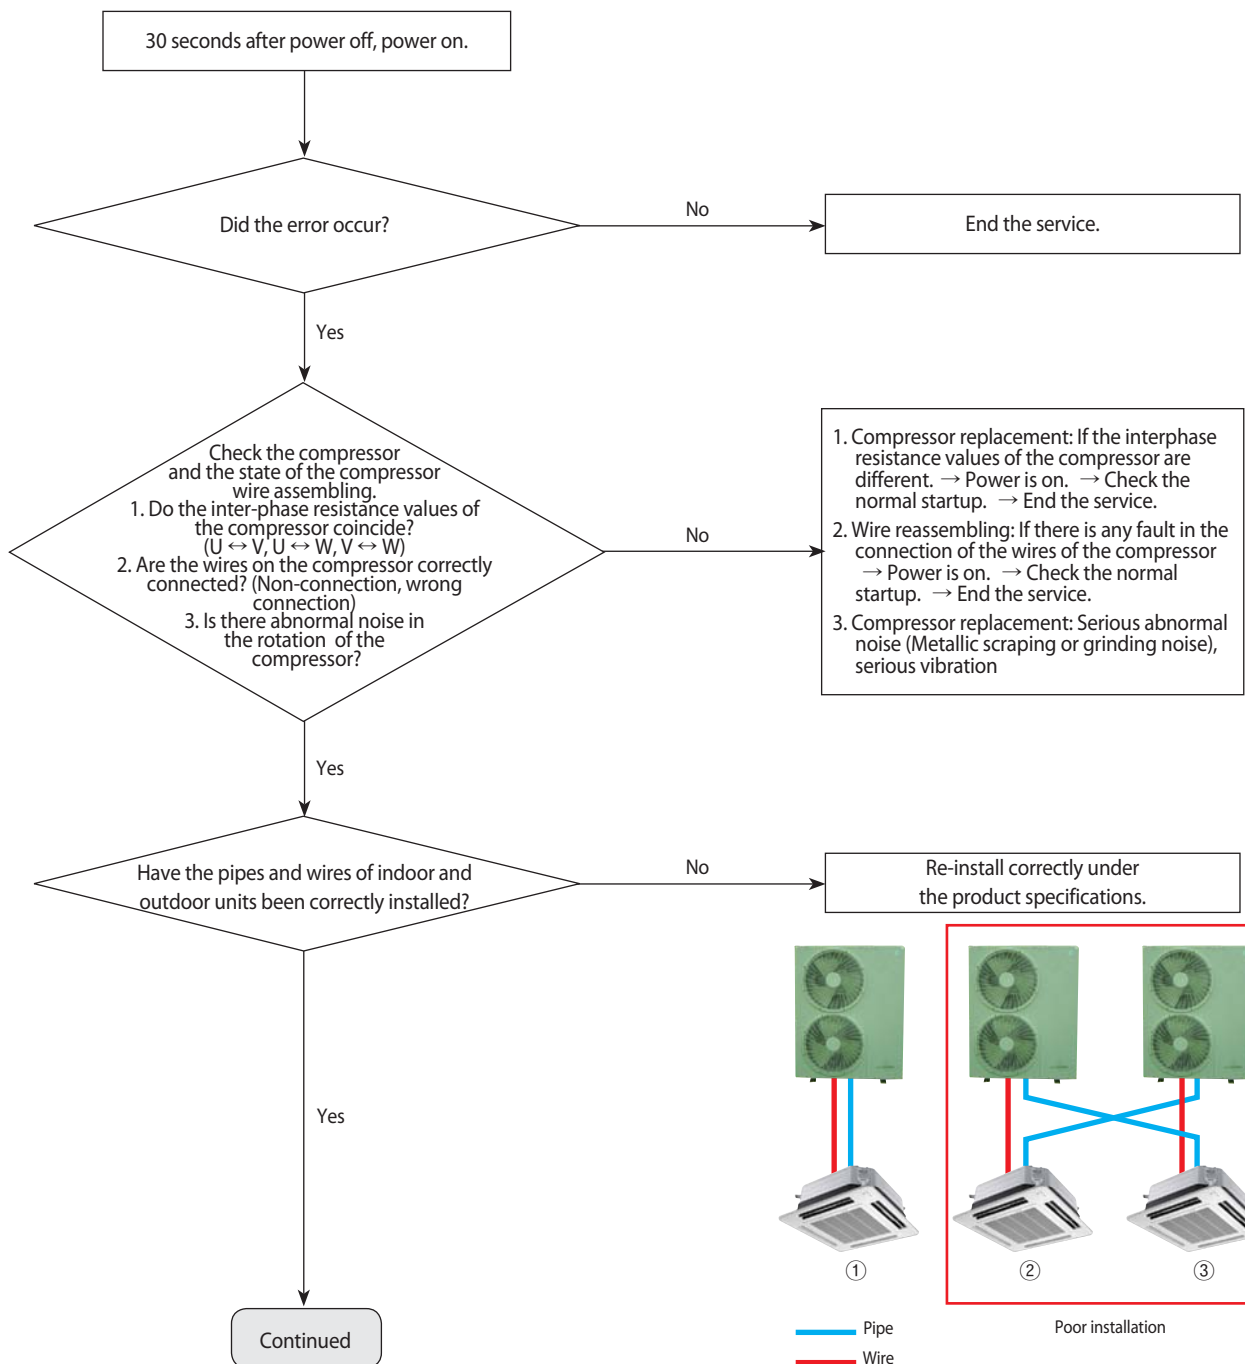 30 seconds after power off, power on.
Did the error occur?
No
End the service.
Yes
Check the compressor
and the state of the compressor
wire assembling.
1. Do the inter-phase resistance values of
the compressor coincide?
(U ↔ V, U ↔ W, V ↔ W)
2. Are the wires on the compressor correctly
connected? (Non-connection, wrong
connection)
3. Is there abnormal noise in
the rotation of the
compressor?
No
1. Compressor replacement: If the interphase
resistance values of the compressor are
different. → Power is on. → Check the
normal startup. → End the service.
2. Wire reassembling: If there is any fault in the
connection of the wires of the compressor
→ Power is on. → Check the normal
startup. → End the service.
3. Compressor replacement: Serious abnormal
noise (Metallic scraping or grinding noise),
serious vibration
Yes
Have the pipes and wires of indoor and
outdoor units been correctly installed?
No
Re-install correctly under
the product specifications.
Yes
① ② ③
Continued
Pipe
Wire
Poor installation